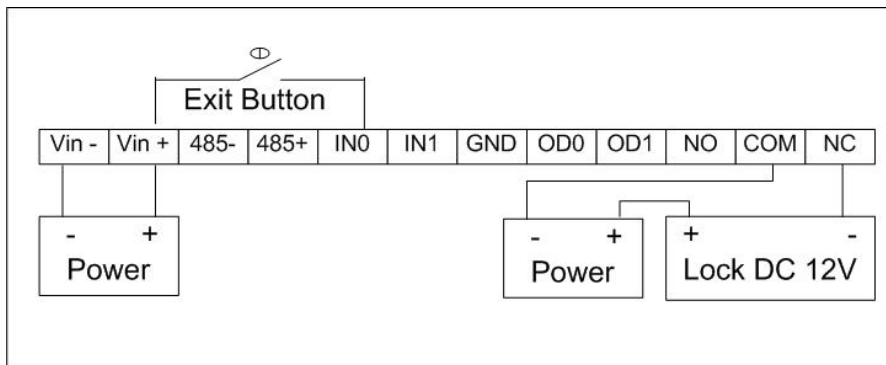 Exit Button
Vin - Vin + 485- 485+ IN0 IN1 GND OD0 OD1 NO COM NC
- + - + + -
Power Power Lock DC 12V